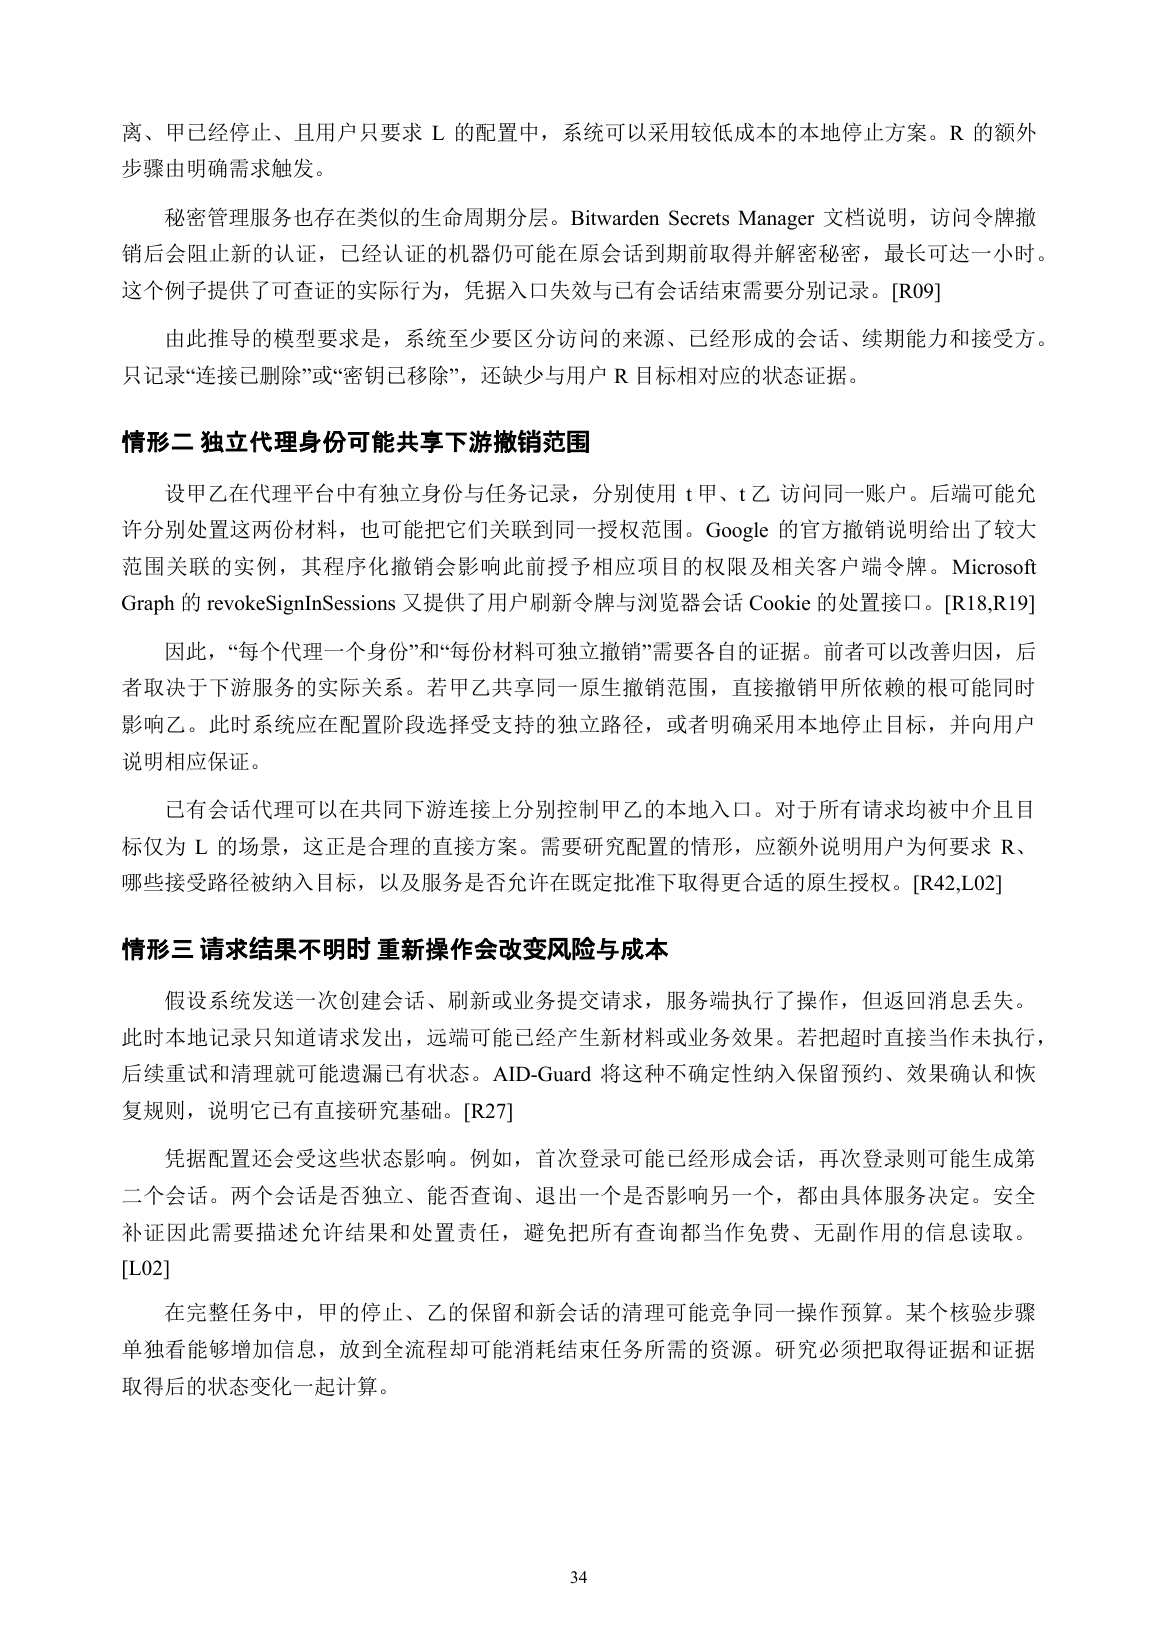 离、甲已经停止、且用户只要求 L 的配置中，系统可以采用较低成本的本地停止方案。R 的额外
步骤由明确需求触发。
秘密管理服务也存在类似的生命周期分层。Bitwarden Secrets Manager 文档说明，访问令牌撤
销后会阻止新的认证，已经认证的机器仍可能在原会话到期前取得并解密秘密，最长可达一小时。
这个例子提供了可查证的实际行为，凭据入口失效与已有会话结束需要分别记录。[R09]
由此推导的模型要求是，系统至少要区分访问的来源、已经形成的会话、续期能力和接受方。
只记录“连接已删除”或“密钥已移除”，还缺少与用户 R 目标相对应的状态证据。
情形二 独立代理身份可能共享下游撤销范围
设甲乙在代理平台中有独立身份与任务记录，分别使用 t 甲、t 乙 访问同一账户。后端可能允
许分别处置这两份材料，也可能把它们关联到同一授权范围。Google 的官方撤销说明给出了较大
范围关联的实例，其程序化撤销会影响此前授予相应项目的权限及相关客户端令牌。Microsoft
Graph 的 revokeSignInSessions 又提供了用户刷新令牌与浏览器会话 Cookie 的处置接口。[R18,R19]
因此，“每个代理一个身份”和“每份材料可独立撤销”需要各自的证据。前者可以改善归因，后
者取决于下游服务的实际关系。若甲乙共享同一原生撤销范围，直接撤销甲所依赖的根可能同时
影响乙。此时系统应在配置阶段选择受支持的独立路径，或者明确采用本地停止目标，并向用户
说明相应保证。
已有会话代理可以在共同下游连接上分别控制甲乙的本地入口。对于所有请求均被中介且目
标仅为 L 的场景，这正是合理的直接方案。需要研究配置的情形，应额外说明用户为何要求 R、
哪些接受路径被纳入目标，以及服务是否允许在既定批准下取得更合适的原生授权。[R42,L02]
情形三 请求结果不明时 重新操作会改变风险与成本
假设系统发送一次创建会话、刷新或业务提交请求，服务端执行了操作，但返回消息丢失。
此时本地记录只知道请求发出，远端可能已经产生新材料或业务效果。若把超时直接当作未执行，
后续重试和清理就可能遗漏已有状态。AID-Guard 将这种不确定性纳入保留预约、效果确认和恢
复规则，说明它已有直接研究基础。[R27]
凭据配置还会受这些状态影响。例如，首次登录可能已经形成会话，再次登录则可能生成第
二个会话。两个会话是否独立、能否查询、退出一个是否影响另一个，都由具体服务决定。安全
补证因此需要描述允许结果和处置责任，避免把所有查询都当作免费、无副作用的信息读取。
[L02]
在完整任务中，甲的停止、乙的保留和新会话的清理可能竞争同一操作预算。某个核验步骤
单独看能够增加信息，放到全流程却可能消耗结束任务所需的资源。研究必须把取得证据和证据
取得后的状态变化一起计算。
34